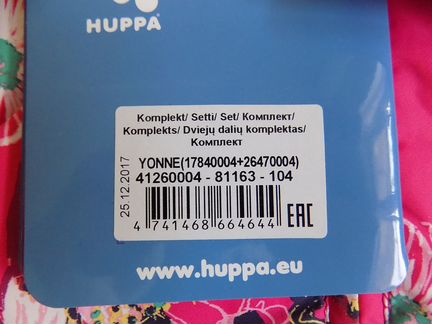 HUPPA
Komplekt/ Setti/ Set/ Комплект/
Komplekts/ Dviejų dalių komplektas/
Комплект
25.12.2017
YONNE(17840004+26470004)
41260004 - 81163 - 104
4 741468 664644
EAC
www.huppa.eu